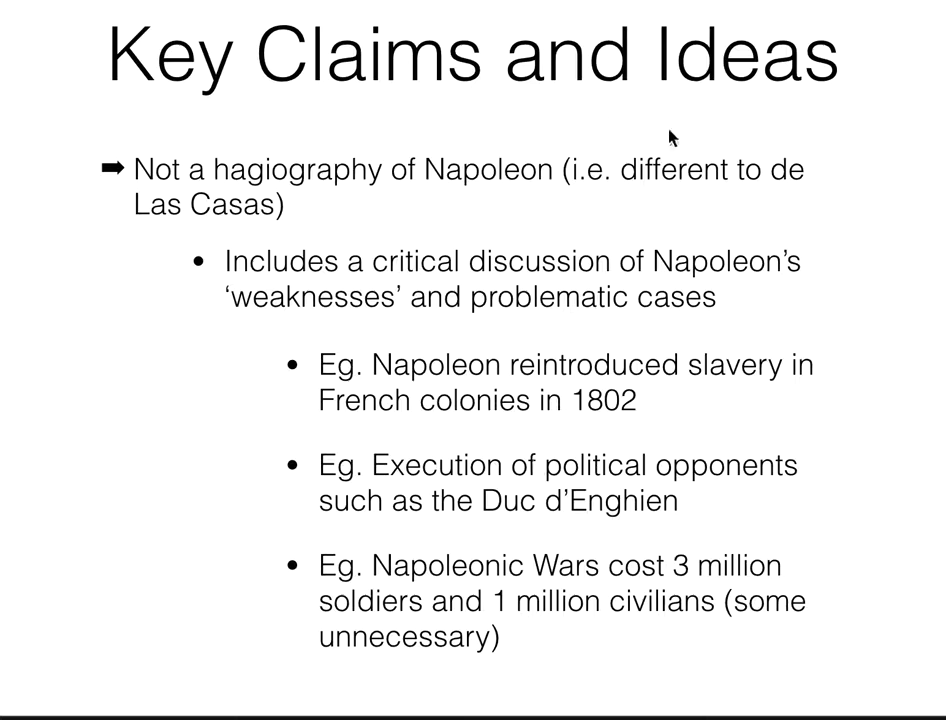 Key Claims and Ideas
➡ Not a hagiography of Napoleon (i.e. different to de
Las Casas)
• Includes a critical discussion of Napoleon’s
‘weaknesses’ and problematic cases
• Eg. Napoleon reintroduced slavery in
French colonies in 1802
• Eg. Execution of political opponents
such as the Duc d’Enghien
• Eg. Napoleonic Wars cost 3 million
soldiers and 1 million civilians (some
unnecessary)